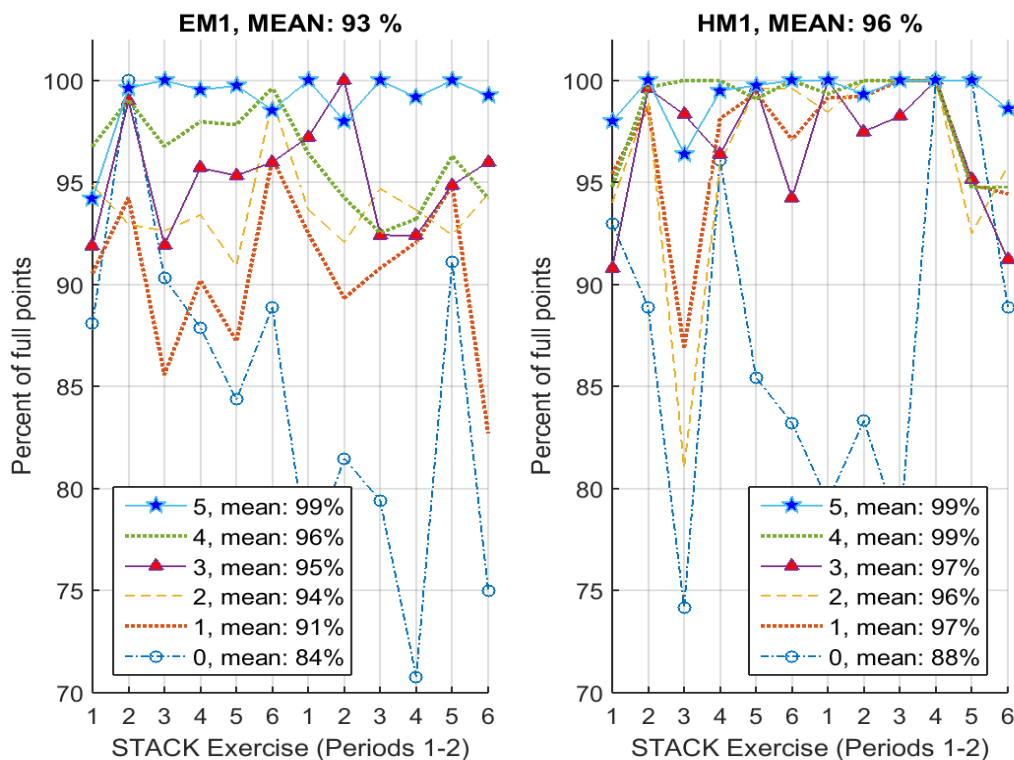 EM1, MEAN: 93 %
Percent of full points
100
95
90
85
80
75
70
5, mean: 99%
4, mean: 96%
3, mean: 95%
2, mean: 94%
1, mean: 91%
0, mean: 84%
1 2 3 4 5 6 1 2 3 4 5 6
STACK Exercise (Periods 1-2)
HM1, MEAN: 96 %
Percent of full points
100
95
90
85
80
75
70
5, mean: 99%
4, mean: 99%
3, mean: 97%
2, mean: 96%
1, mean: 97%
0, mean: 88%
1 2 3 4 5 6 1 2 3 4 5 6
STACK Exercise (Periods 1-2)